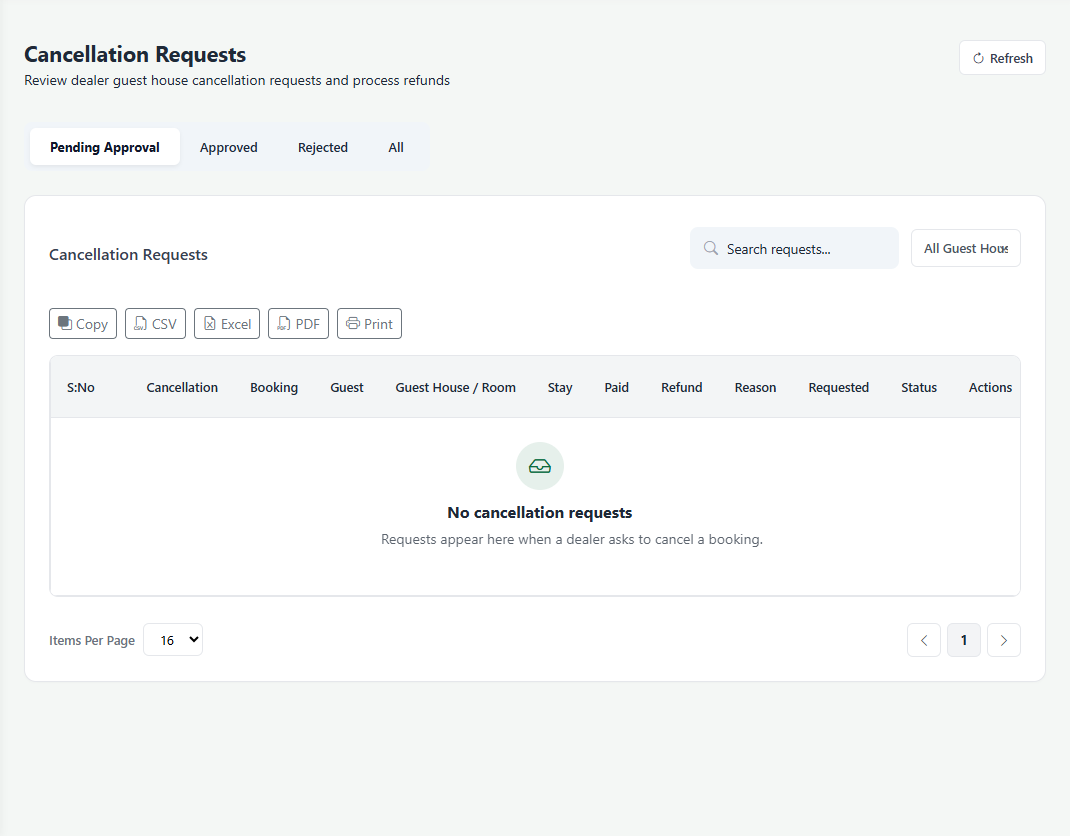 Cancellation Requests
Review dealer guest house cancellation requests and process refunds
Refresh
Pending Approval Approved Rejected All
Cancellation Requests
Search requests...
All Guest Hous
Copy CSV Excel PDF Print
S:No Cancellation Booking Guest Guest House / Room Stay Paid Refund Reason Requested Status Actions
No cancellation requests
Requests appear here when a dealer asks to cancel a booking.
Items Per Page 16
1